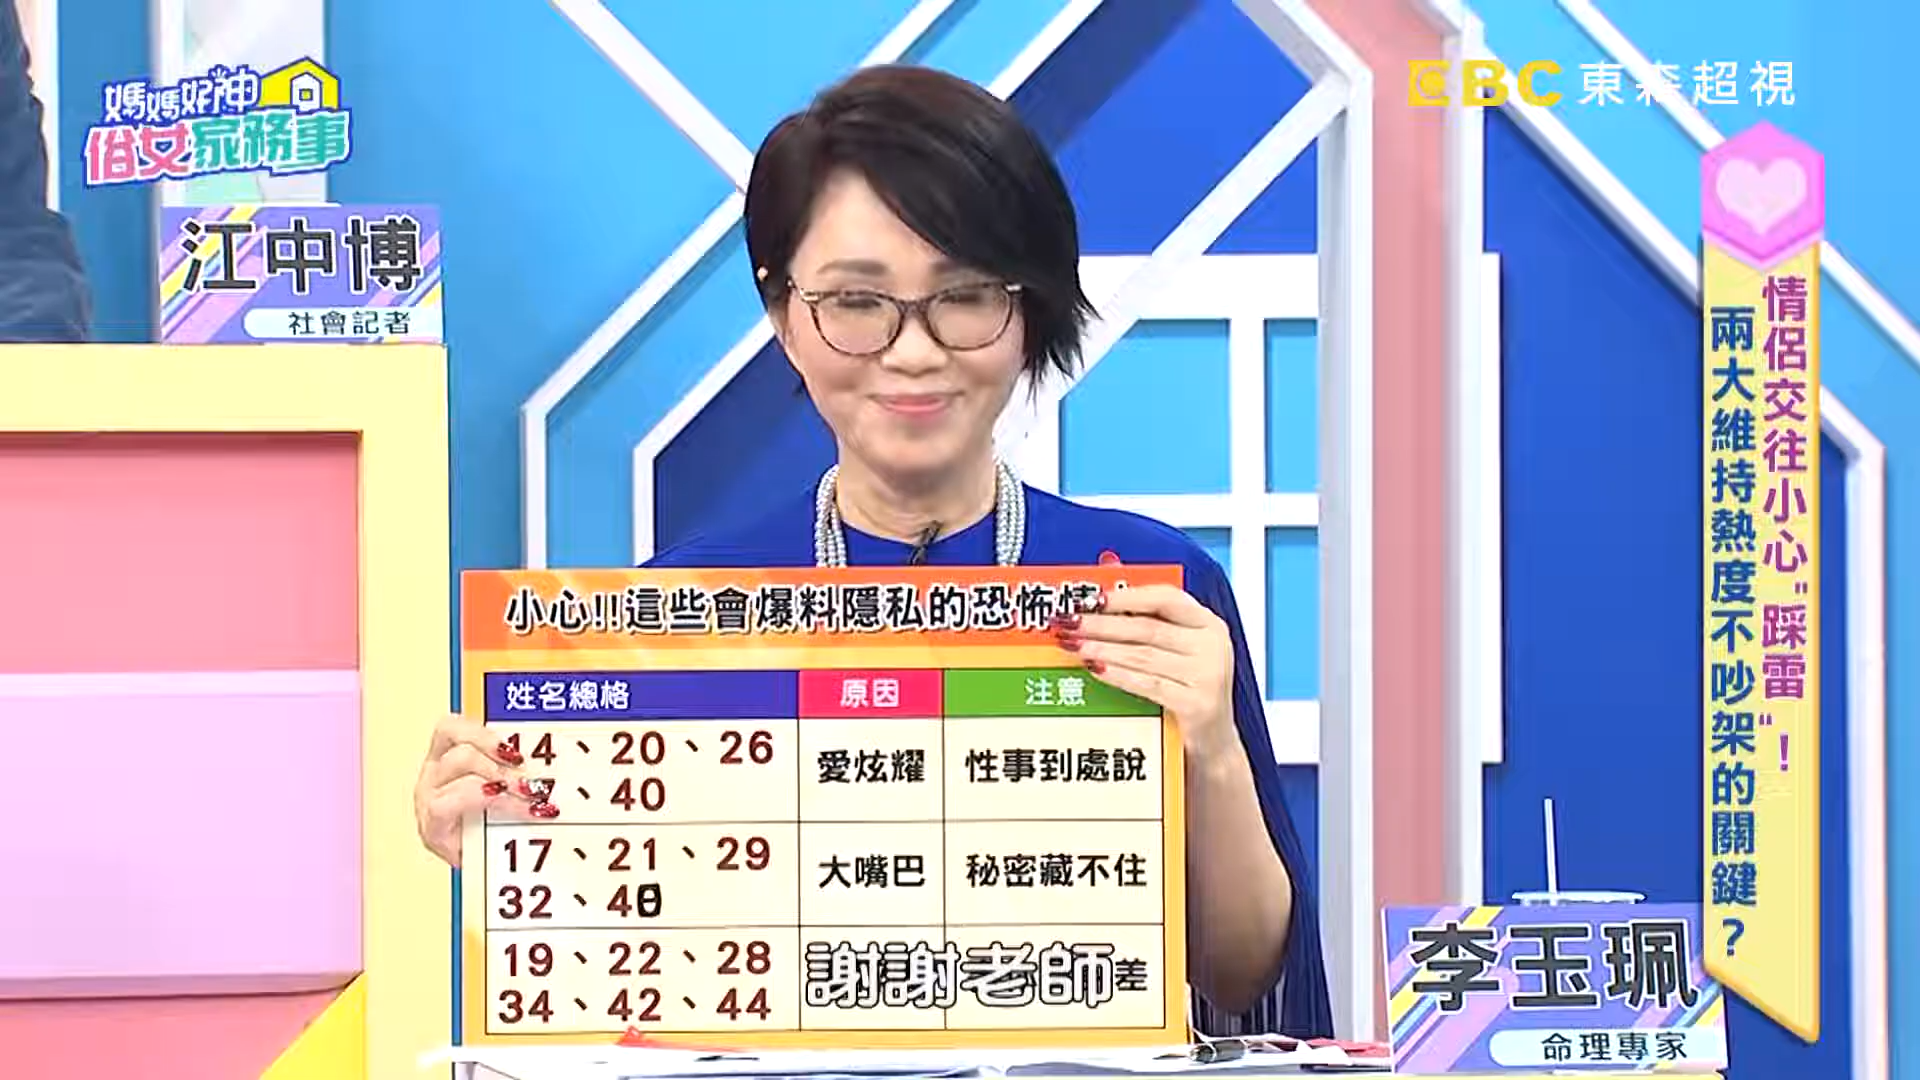 媽媽好神
俗女家務事
EBC 東森超視
江中博
社會記者
情侶交往小心"踩雷"！
兩大維持熱度不吵架的關鍵？
小心!!這些會爆料隱私的恐怖情
姓名總格 原因 注意
14、20、26
、40
愛炫耀 性事到處說
17、21、29
32、48
大嘴巴 秘密藏不住
19、22、28
34、42、44
差
謝謝老師
李玉珮
命理專家